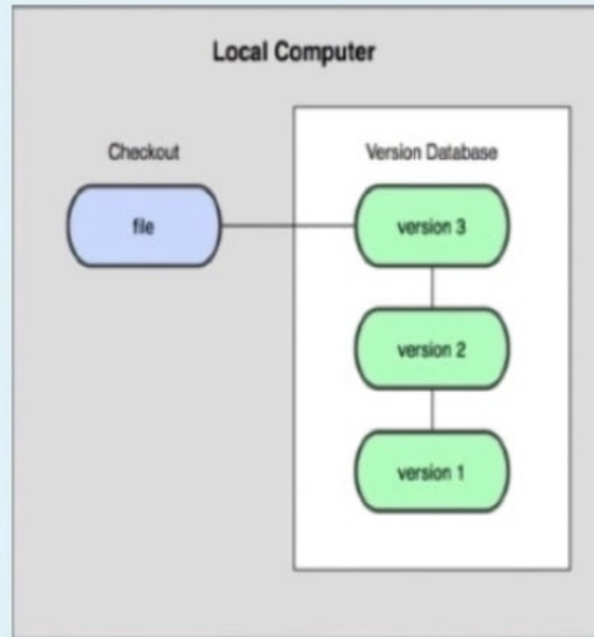 Local Computer
Checkout
Version Database
file
version 3
version 2
version 1